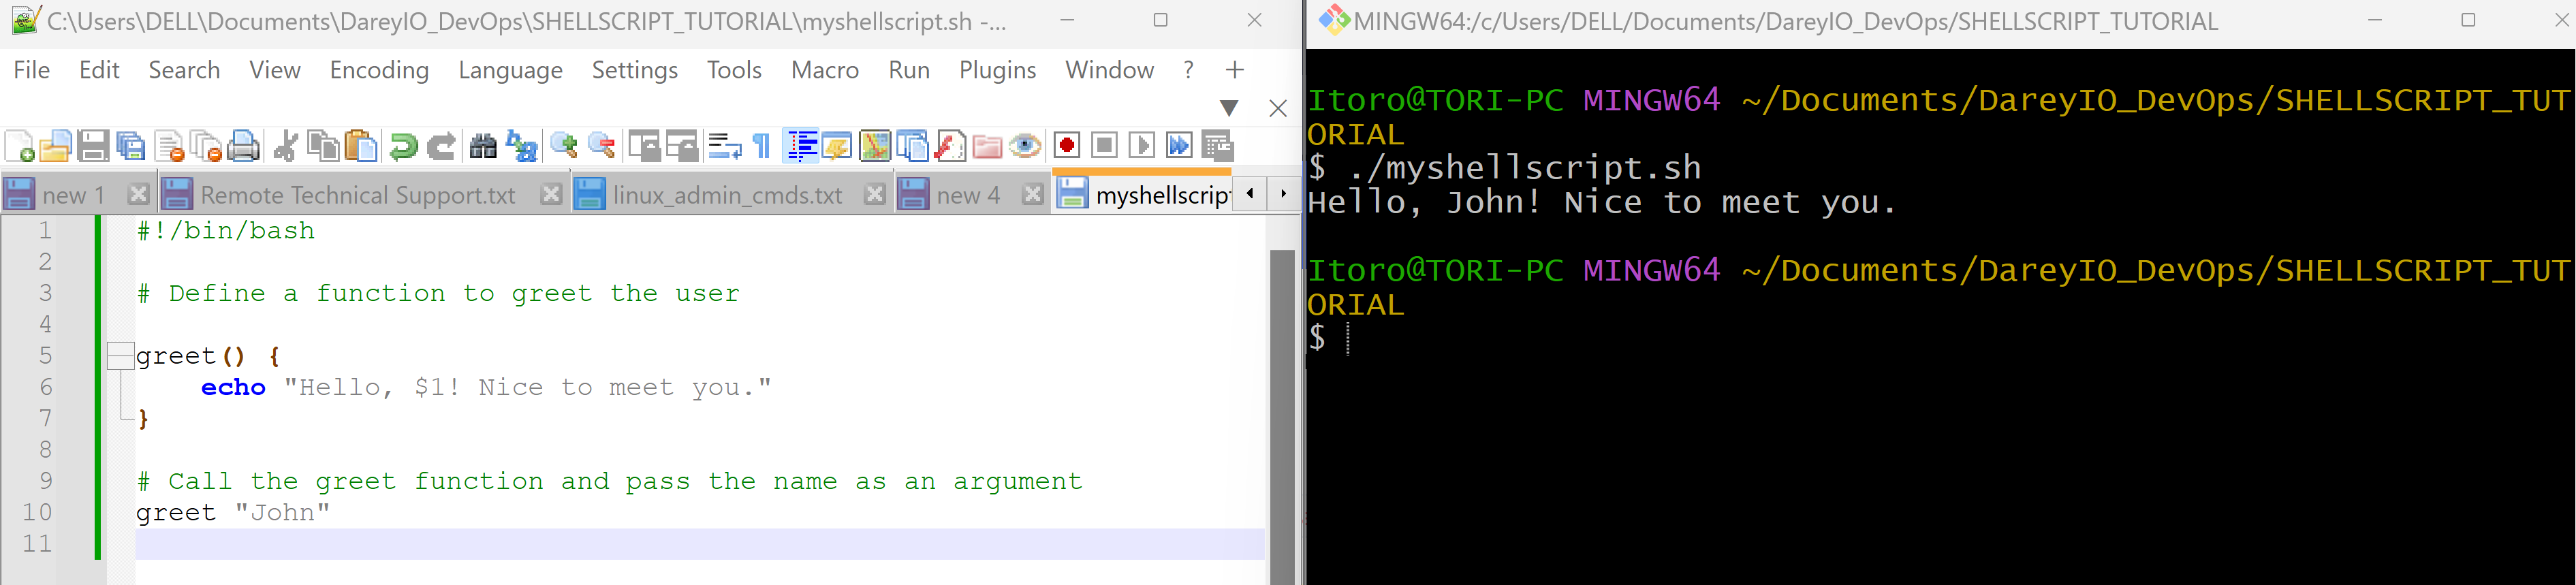 C:\Users\DELL\Documents\DareyIO_DevOps\SHELLSCRIPT_TUTORIAL\myshellscript.sh -...
File Edit Search View Encoding Language Settings Tools Macro Run Plugins Window ? +
new 1 Remote Technical Support.txt linux_admin_cmds.txt new 4 myshellscrip
1 #!/bin/bash
2
3 # Define a function to greet the user
4
5 greet() {
6 echo "Hello, $1! Nice to meet you."
7 }
8
9 # Call the greet function and pass the name as an argument
10 greet "John"
11
MINGW64:/c/Users/DELL/Documents/DareyIO_DevOps/SHELLSCRIPT_TUTORIAL
Itoro@TORI-PC MINGW64 ~/Documents/DareyIO_DevOps/SHELLSCRIPT_TUT
ORIAL
$ ./myshellscript.sh
Hello, John! Nice to meet you.
Itoro@TORI-PC MINGW64 ~/Documents/DareyIO_DevOps/SHELLSCRIPT_TUT
ORIAL
$